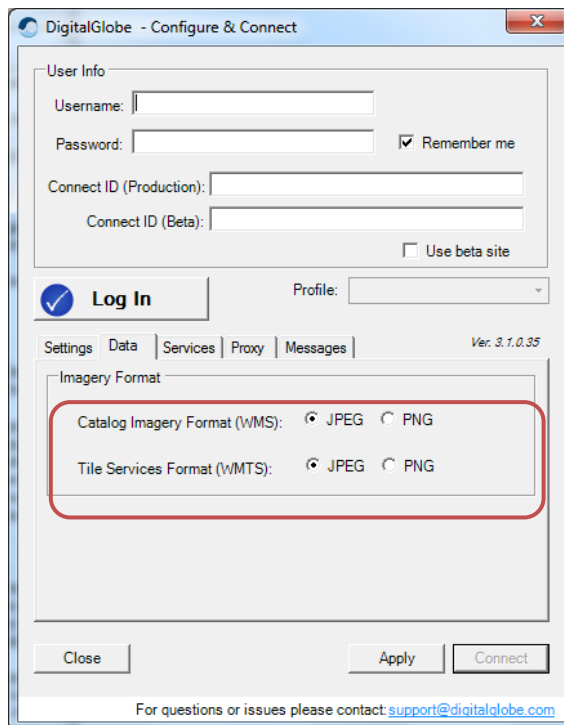 DigitalGlobe - Configure & Connect
User Info
Username:
Password:
Remember me
Connect ID (Production):
Connect ID (Beta):
Use beta site
Log In
Profile:
Settings Data Services Proxy Messages
Ver. 3.1.0.35
Imagery Format
Catalog Imagery Format (WMS): JPEG PNG
Tile Services Format (WMTS): JPEG PNG
Close Apply Connect
For questions or issues please contact: support@digitalglobe.com